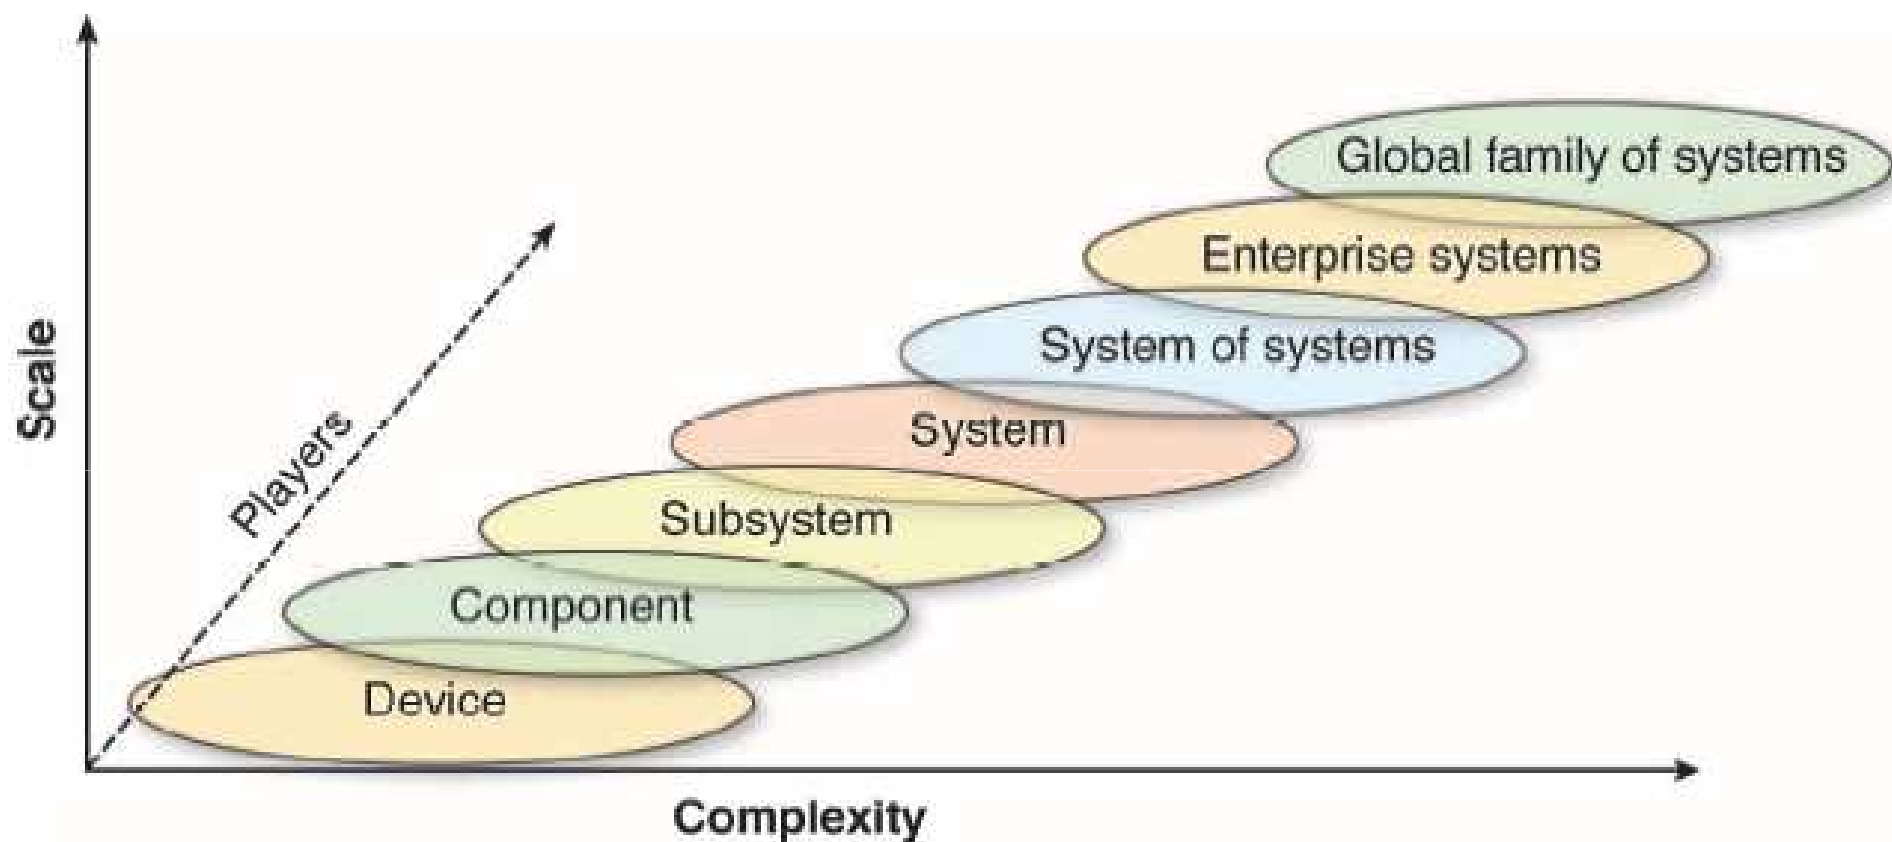 Global family of systems
Enterprise systems
System of systems
System
Subsystem
Component
Device
Players
Scale
Complexity